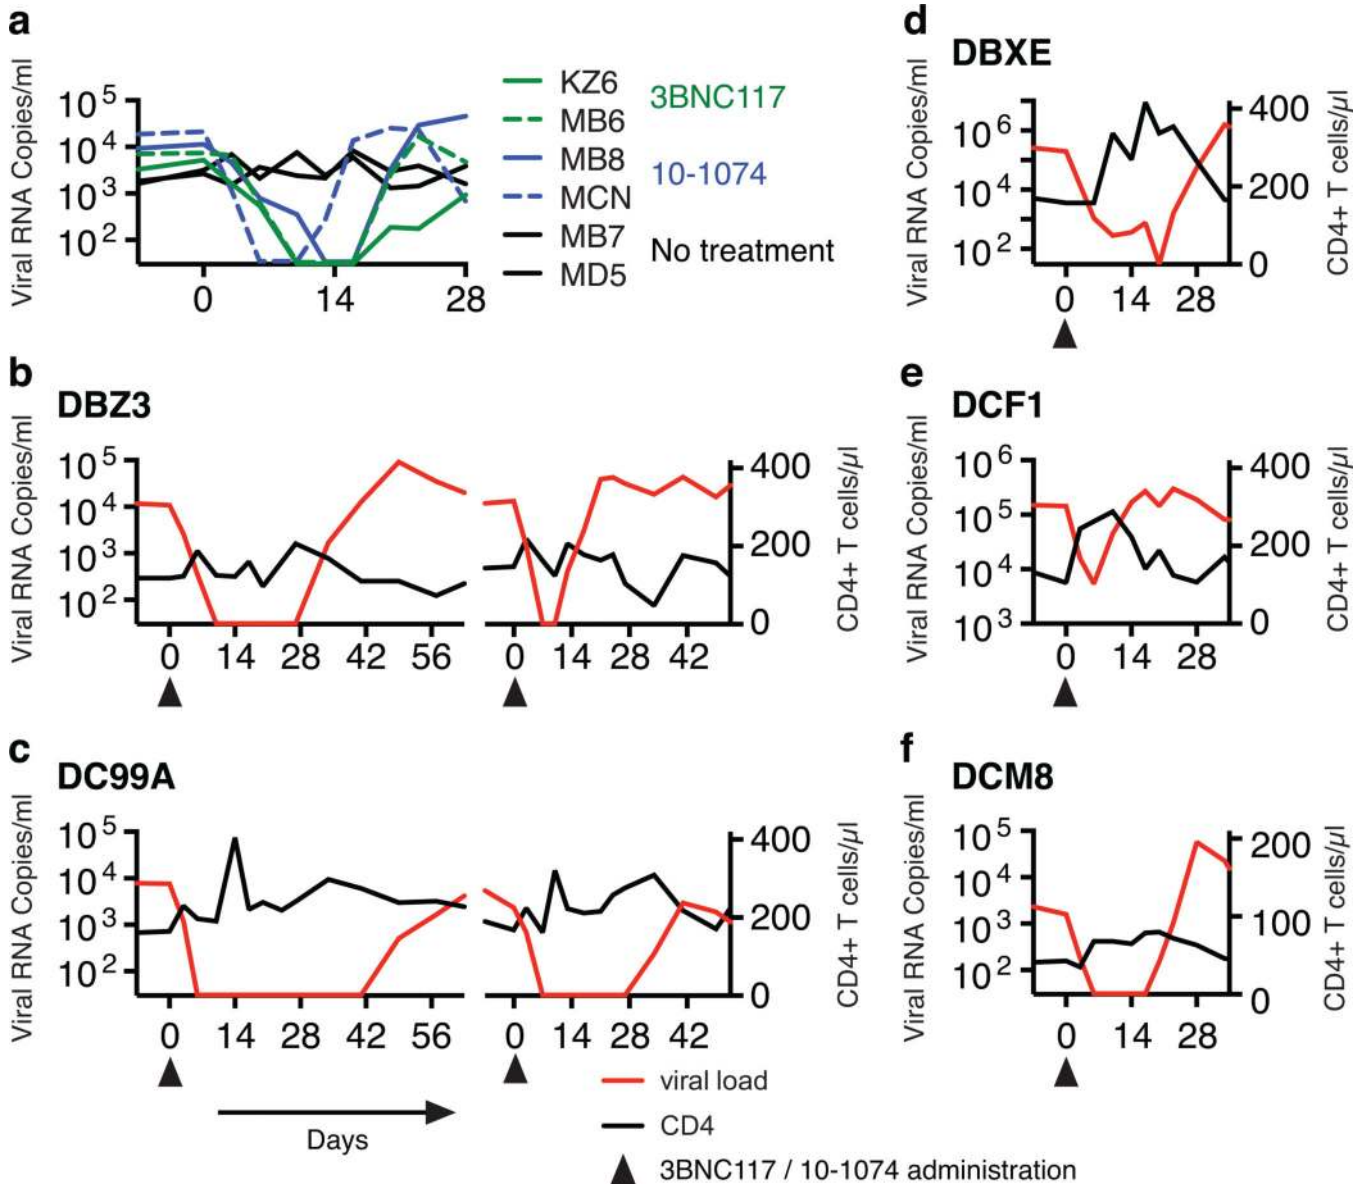 a
Viral RNA Copies/ml
10^5
10^4
10^3
10^2
0 14 28
KZ6
MB6
MB8
MCN
MB7
MD5
3BNC117
10-1074
No treatment
d
DBXE
Viral RNA Copies/ml
10^6
10^4
10^2
0 14 28
400
200
0
CD4+ T cells/µl
b
DBZ3
Viral RNA Copies/ml
10^5
10^4
10^3
10^2
0 14 28 42 56
0 14 28 42
400
200
0
CD4+ T cells/µl
e
DCF1
Viral RNA Copies/ml
10^6
10^5
10^4
10^3
0 14 28
400
200
0
CD4+ T cells/µl
c
DC99A
Viral RNA Copies/ml
10^5
10^4
10^3
10^2
0 14 28 42 56
0 14 28 42
400
200
0
CD4+ T cells/µl
f
DCM8
Viral RNA Copies/ml
10^5
10^4
10^3
10^2
0 14 28
200
100
0
CD4+ T cells/µl
Days
viral load
CD4
3BNC117 / 10-1074 administration